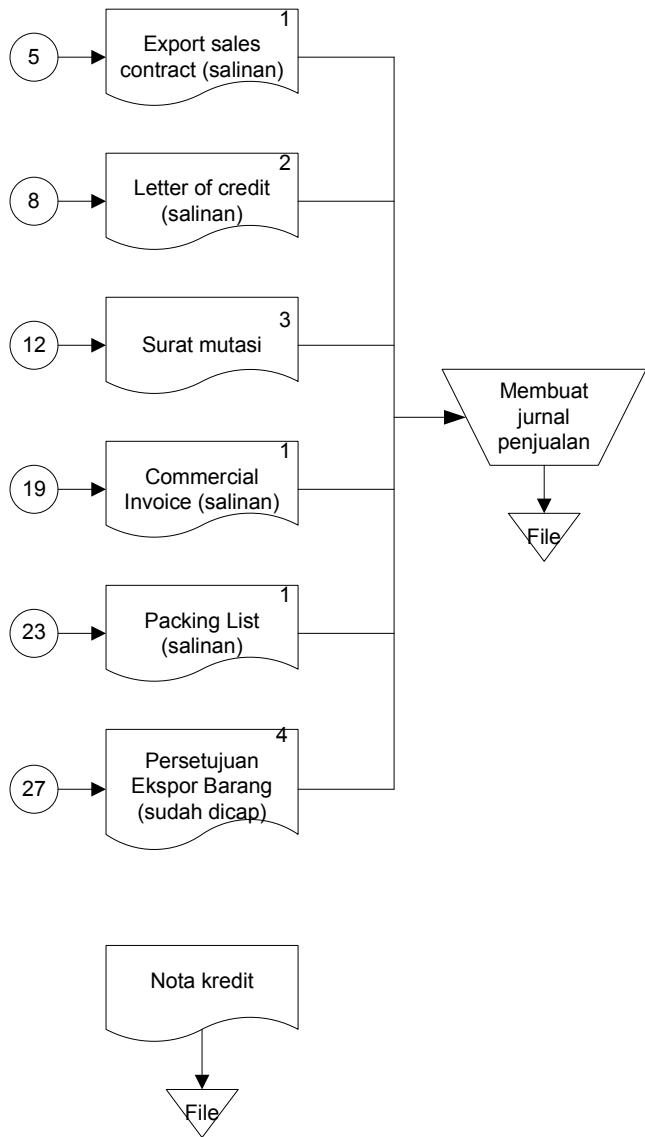 1
5
Export sales
contract (salinan)
2
8
Letter of credit
(salinan)
3
12
Surat mutasi
Membuat
jurnal
penjualan
1
19
Commercial
Invoice (salinan)
File
1
23
Packing List
(salinan)
4
27
Persetujuan
Ekspor Barang
(sudah dicap)
Nota kredit
File